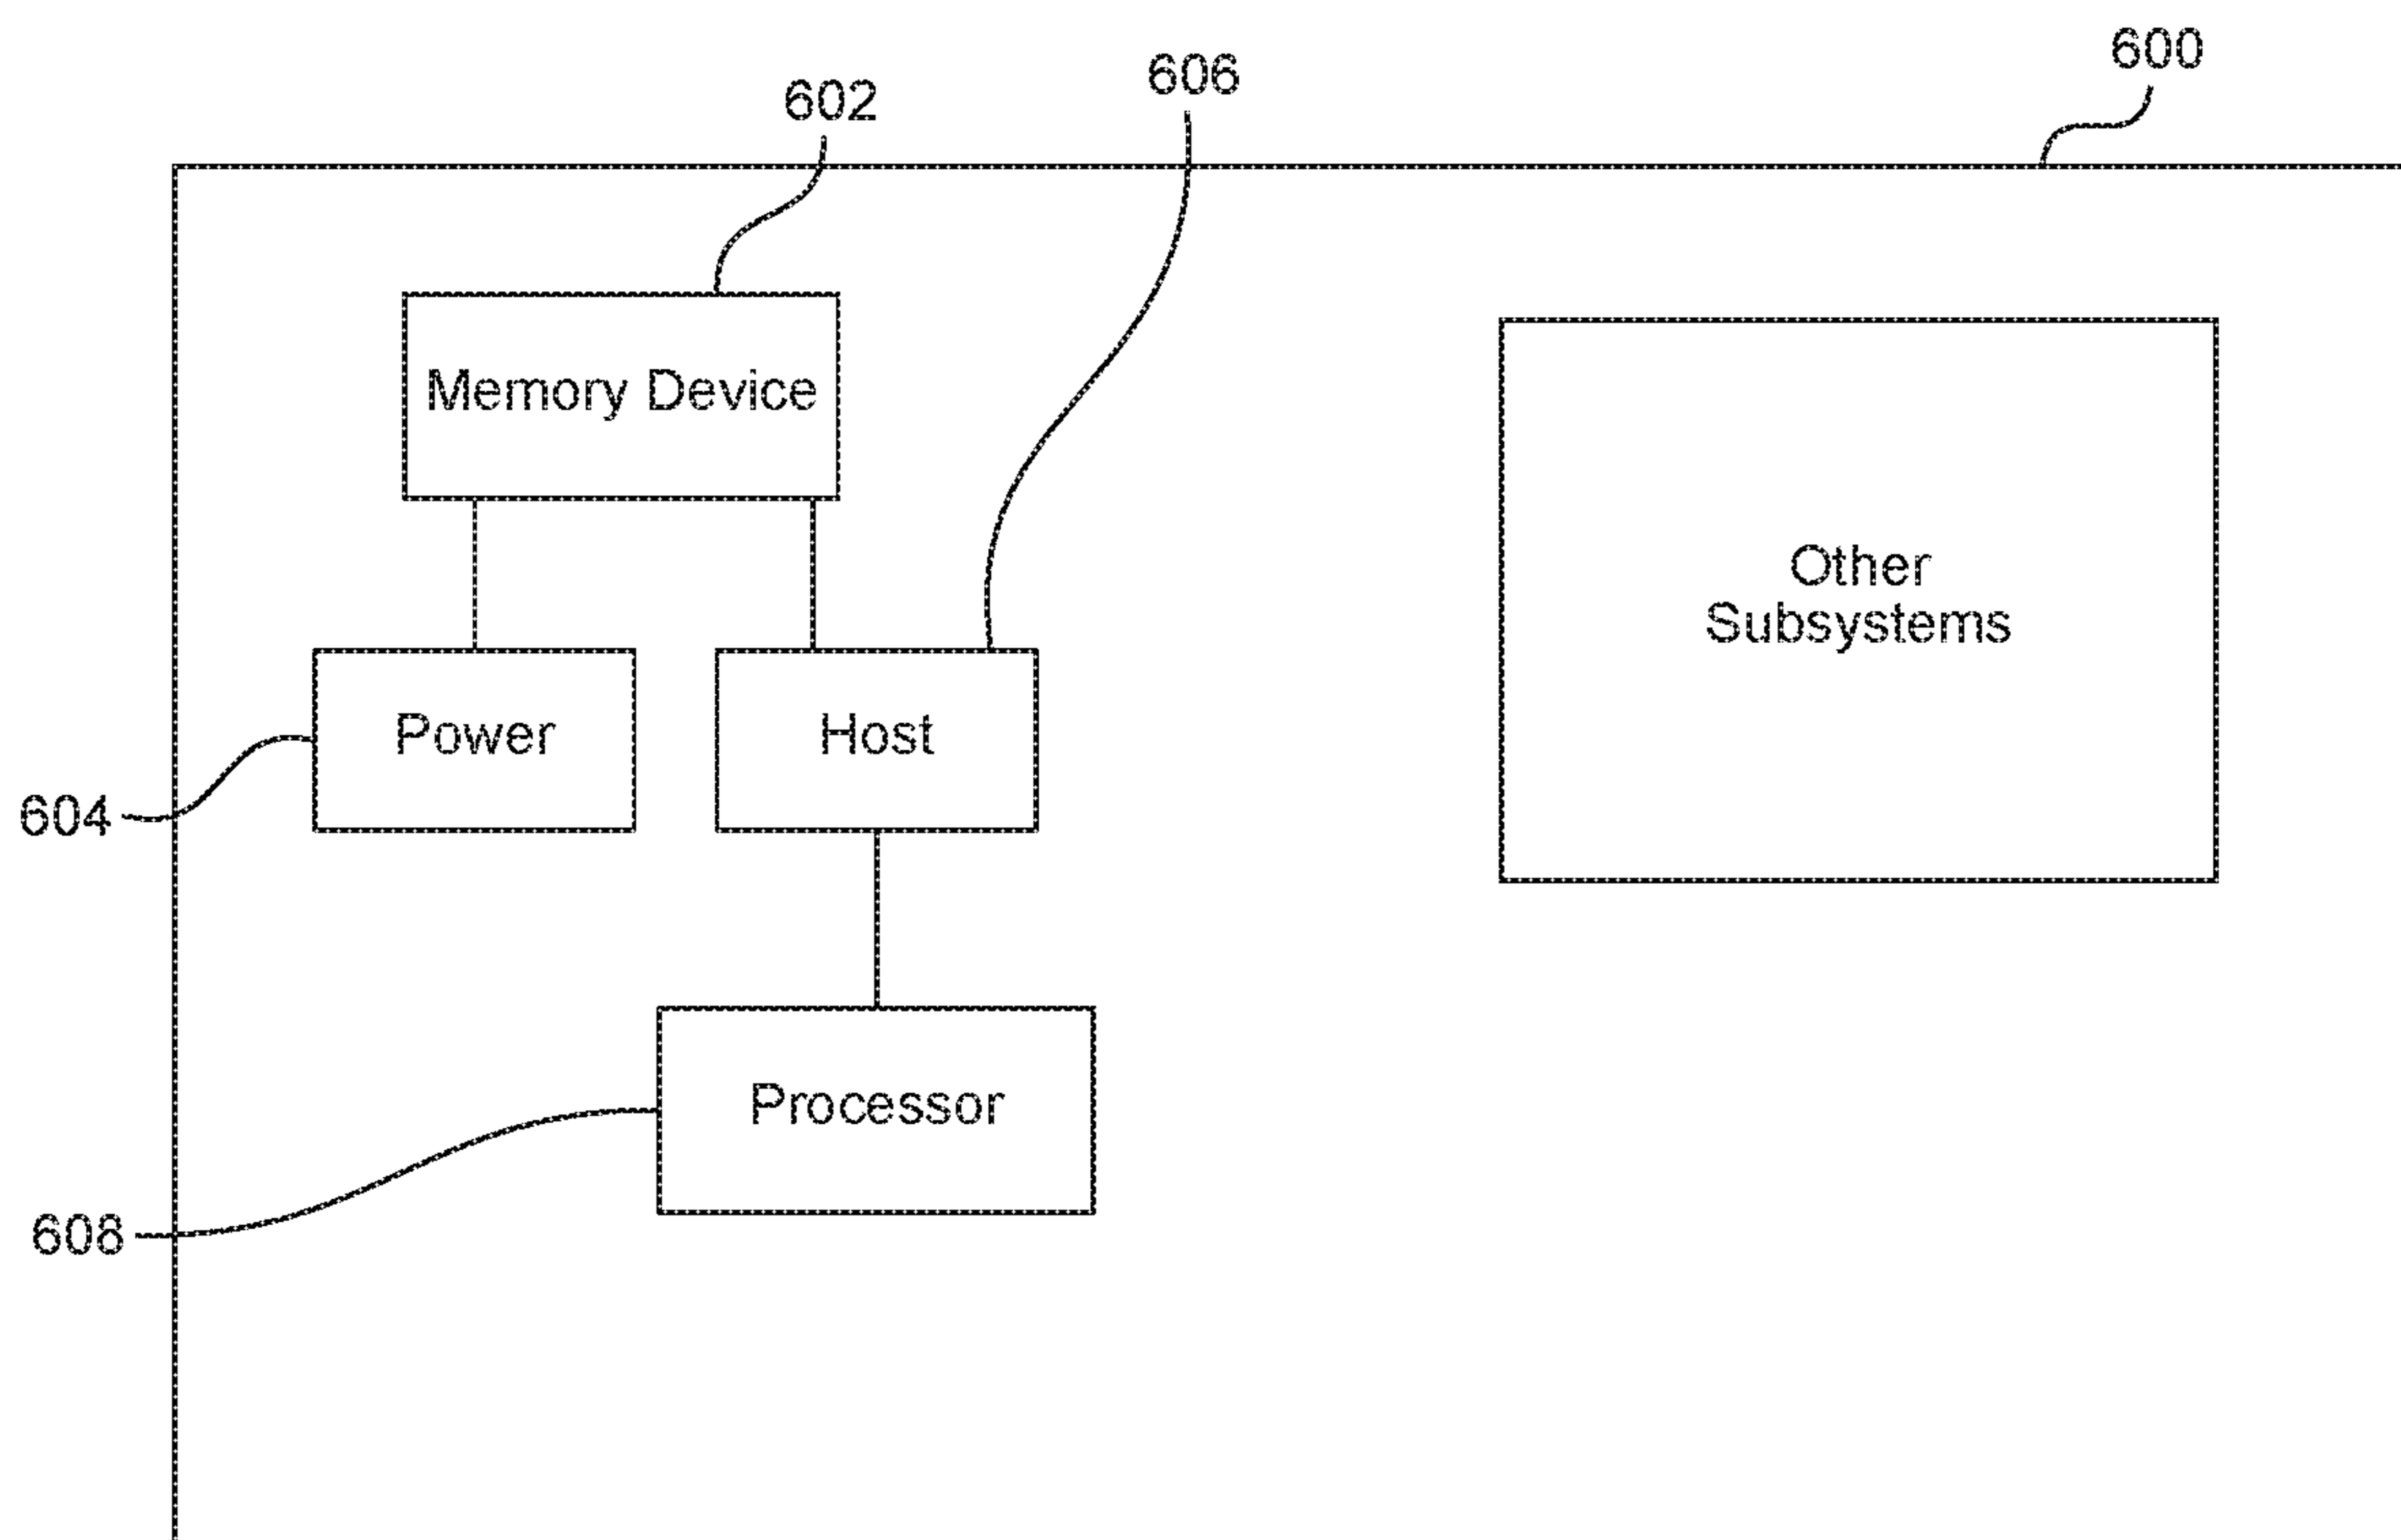 600
606
602
Memory Device
Other
Subsystems
Power
Host
604
Processor
608